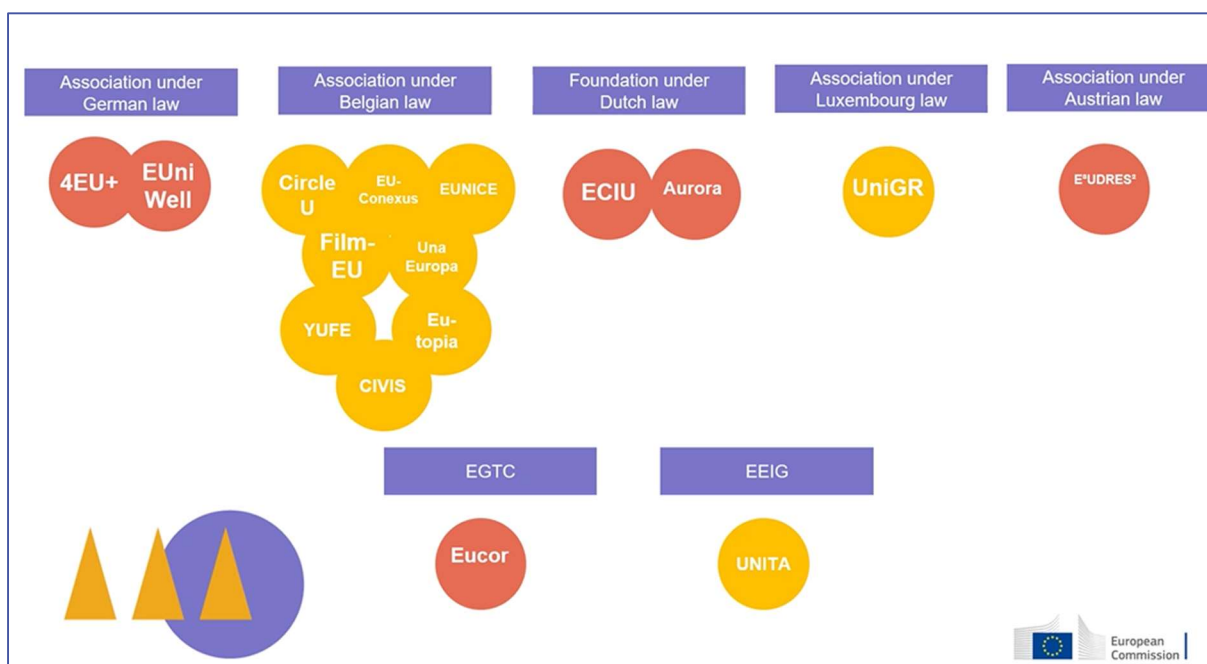 Association under
German law
Association under
Belgian law
Foundation under
Dutch law
Association under
Luxembourg law
Association under
Austrian law
4EU+
EUni
Well
Circle
U
EU-
Conexus
EUNICE
Film-
EU
Una
Europa
YUFE
Eu-
topia
CIVIS
ECIU
Aurora
UniGR
E³UDRES²
EGTC
EEIG
Eucor
UNITA
European
Commission